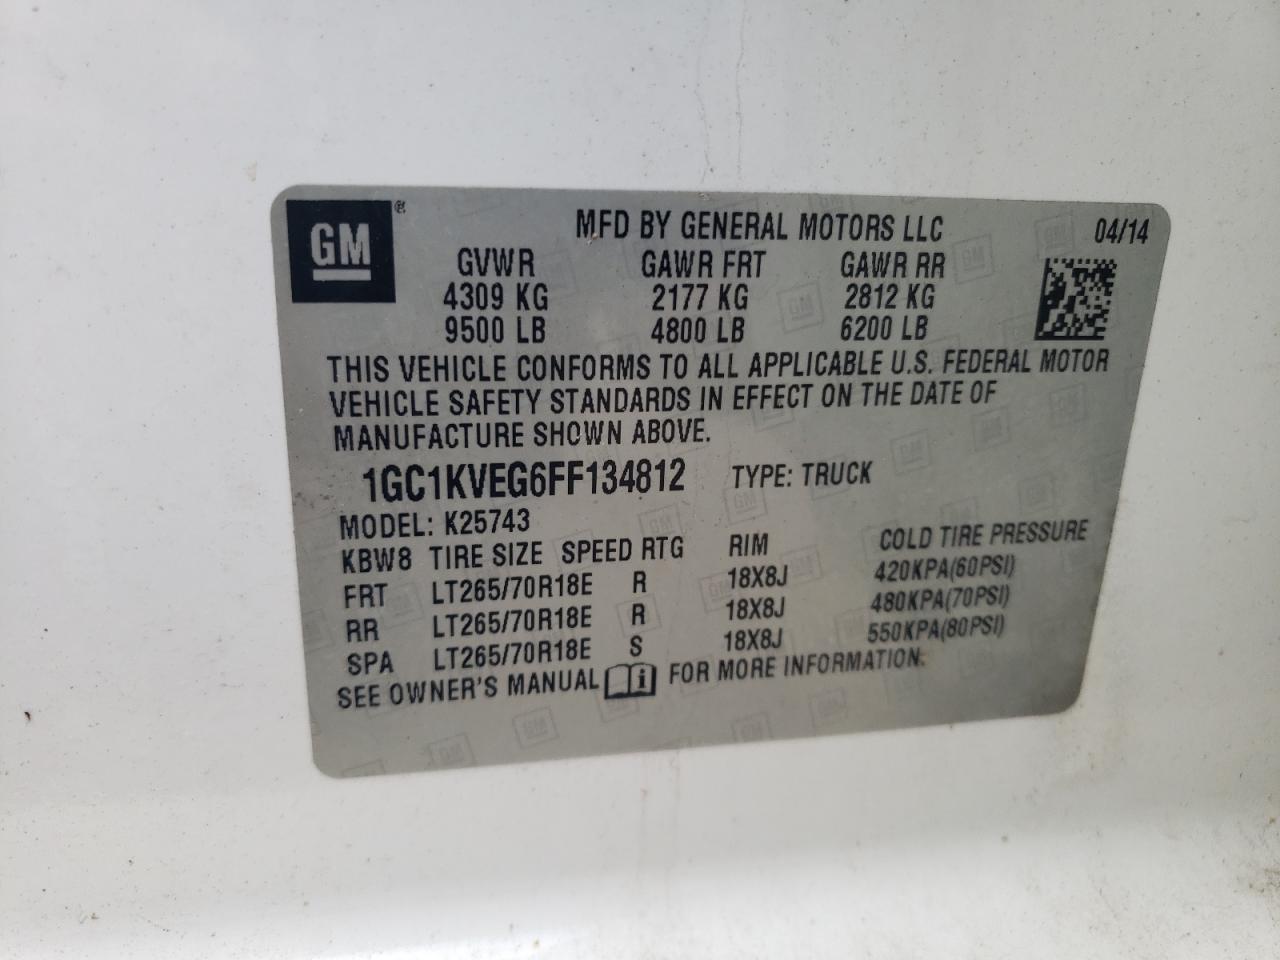 GM®
MFD BY GENERAL MOTORS LLC 04/14
GVWR GAWR FRT GAWR RR
4309 KG 2177 KG 2812 KG
9500 LB 4800 LB 6200 LB
THIS VEHICLE CONFORMS TO ALL APPLICABLE U.S. FEDERAL MOTOR
VEHICLE SAFETY STANDARDS IN EFFECT ON THE DATE OF
MANUFACTURE SHOWN ABOVE.
1GC1KVEG6FF134812 TYPE: TRUCK
MODEL: K25743
KBW8 TIRE SIZE SPEED RTG RIM COLD TIRE PRESSURE
FRT LT265/70R18E R 18X8J 420KPA(60PSI)
RR LT265/70R18E R 18X8J 480KPA(70PSI)
SPA LT265/70R18E S 18X8J 550KPA(80PSI)
SEE OWNER'S MANUAL i FOR MORE INFORMATION.